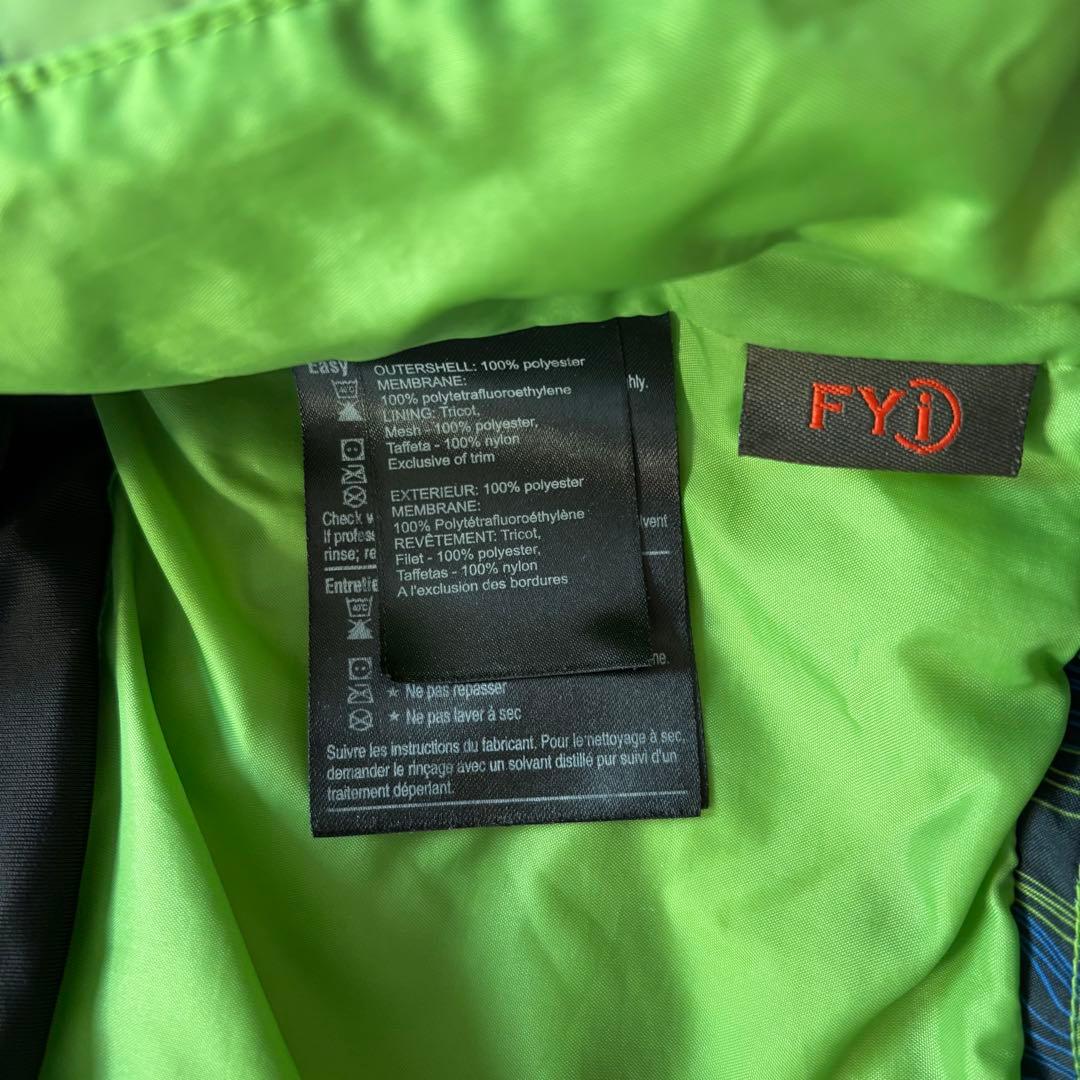 Easy
OUTERSHELL: 100% polyester
MEMBRANE:
100% polytetrafluoroethylene
LINING: Tricot,
Mesh - 100% polyester,
Taffeta - 100% nylon
Exclusive of trim
EXTERIEUR: 100% polyester
MEMBRANE:
100% Polytétrafluoroéthylène
REVÊTEMENT: Tricot,
Filet - 100% polyester,
Taffetas - 100% nylon
A l'exclusion des bordures
hly.
Check
If
rinse;
★ Ne pas repasser
★ Ne pas laver à sec
Suivre les instructions du fabricant. Pour le nettoyage à sec,
demander le rinçage avec un solvant distillé pur suivi d'un
traitement déperlant.
FYi